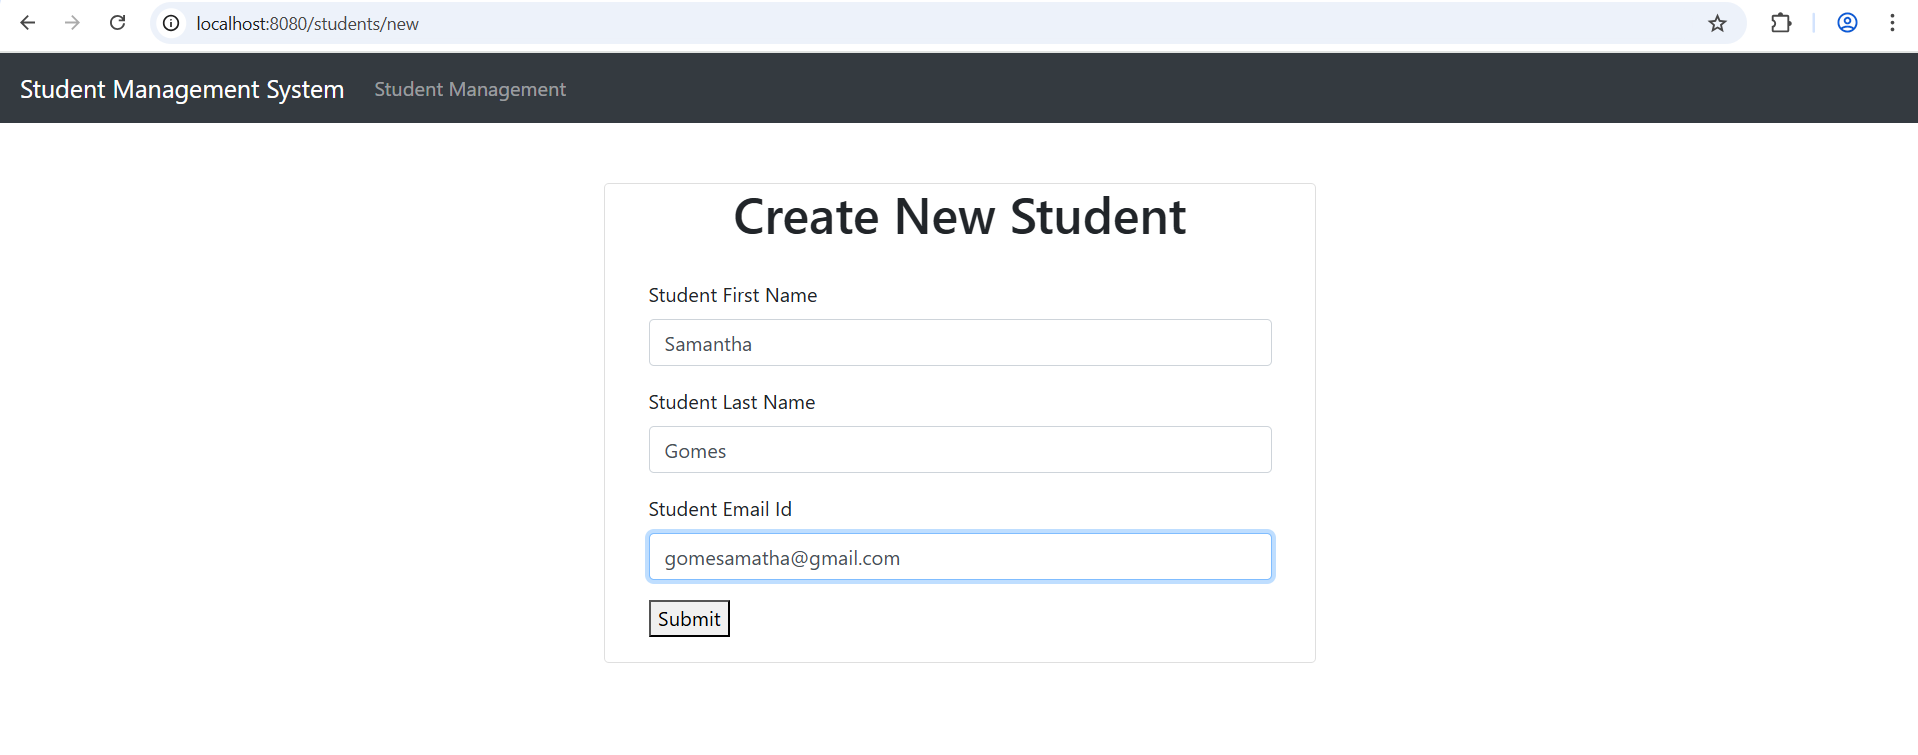 localhost:8080/students/new
Student Management System Student Management
Create New Student
Student First Name
Samantha
Student Last Name
Gomes
Student Email Id
gomesamatha@gmail.com
Submit